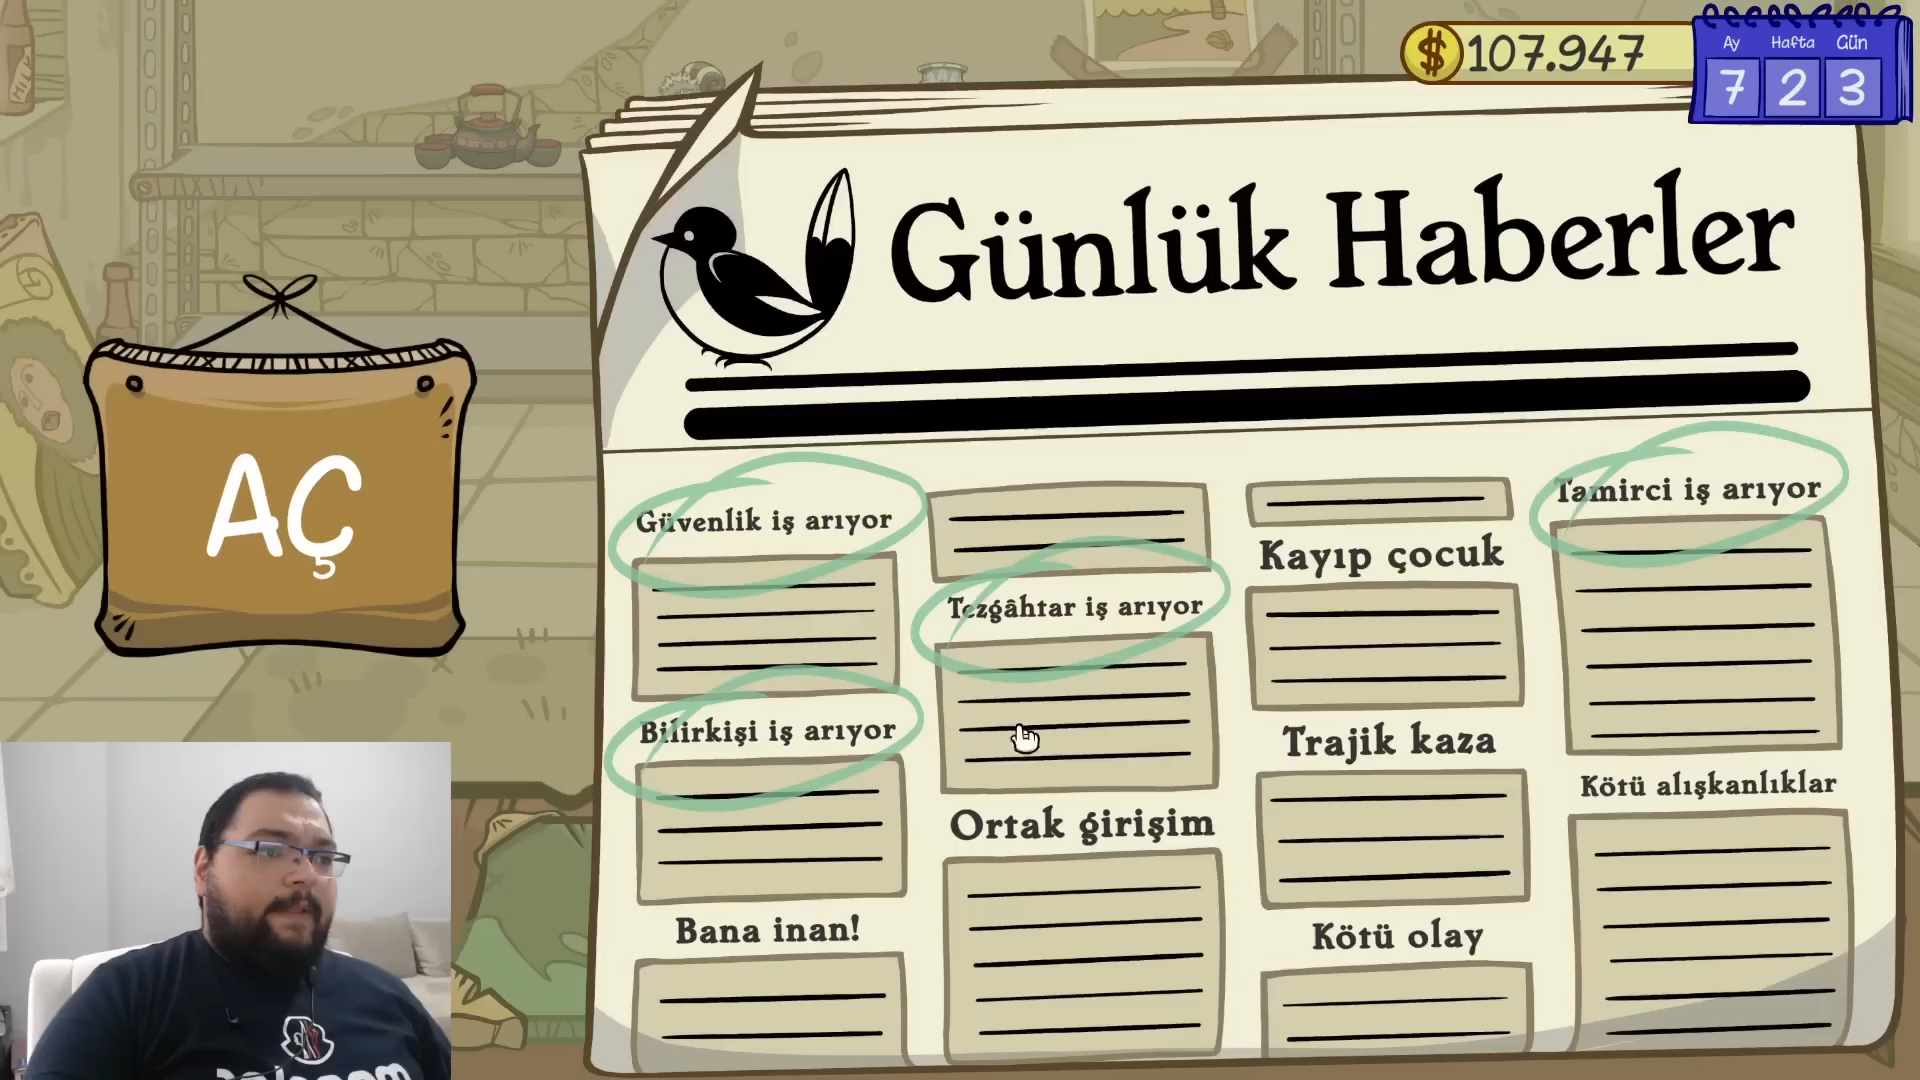 $ 107.947
Ay Hafta Gün
7 2 3
Günlük Haberler
AÇ
Güvenlik iş arıyor
Bilirkişi iş arıyor
Bana inan!
Tezgâhtar iş arıyor
Ortak girişim
Kayıp çocuk
Trajik kaza
Kötü olay
Tamirci iş arıyor
Kötü alışkanlıklar